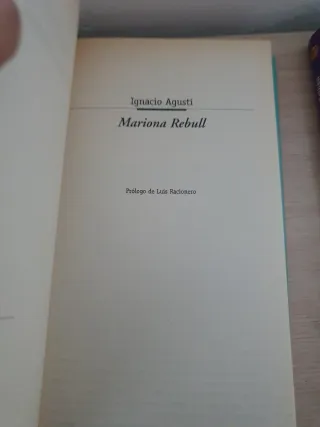 Ignacio Agustí
Mariona Rebull
Prólogo de Luis Racionero